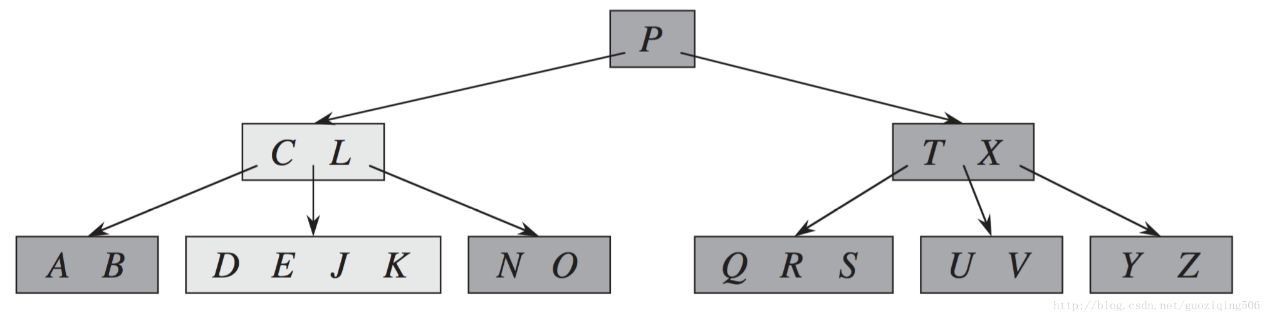 P
C L
T X
A B
D E J K
N O
Q R S
U V
Y Z
http://blog.csdn.net/guoziqing506